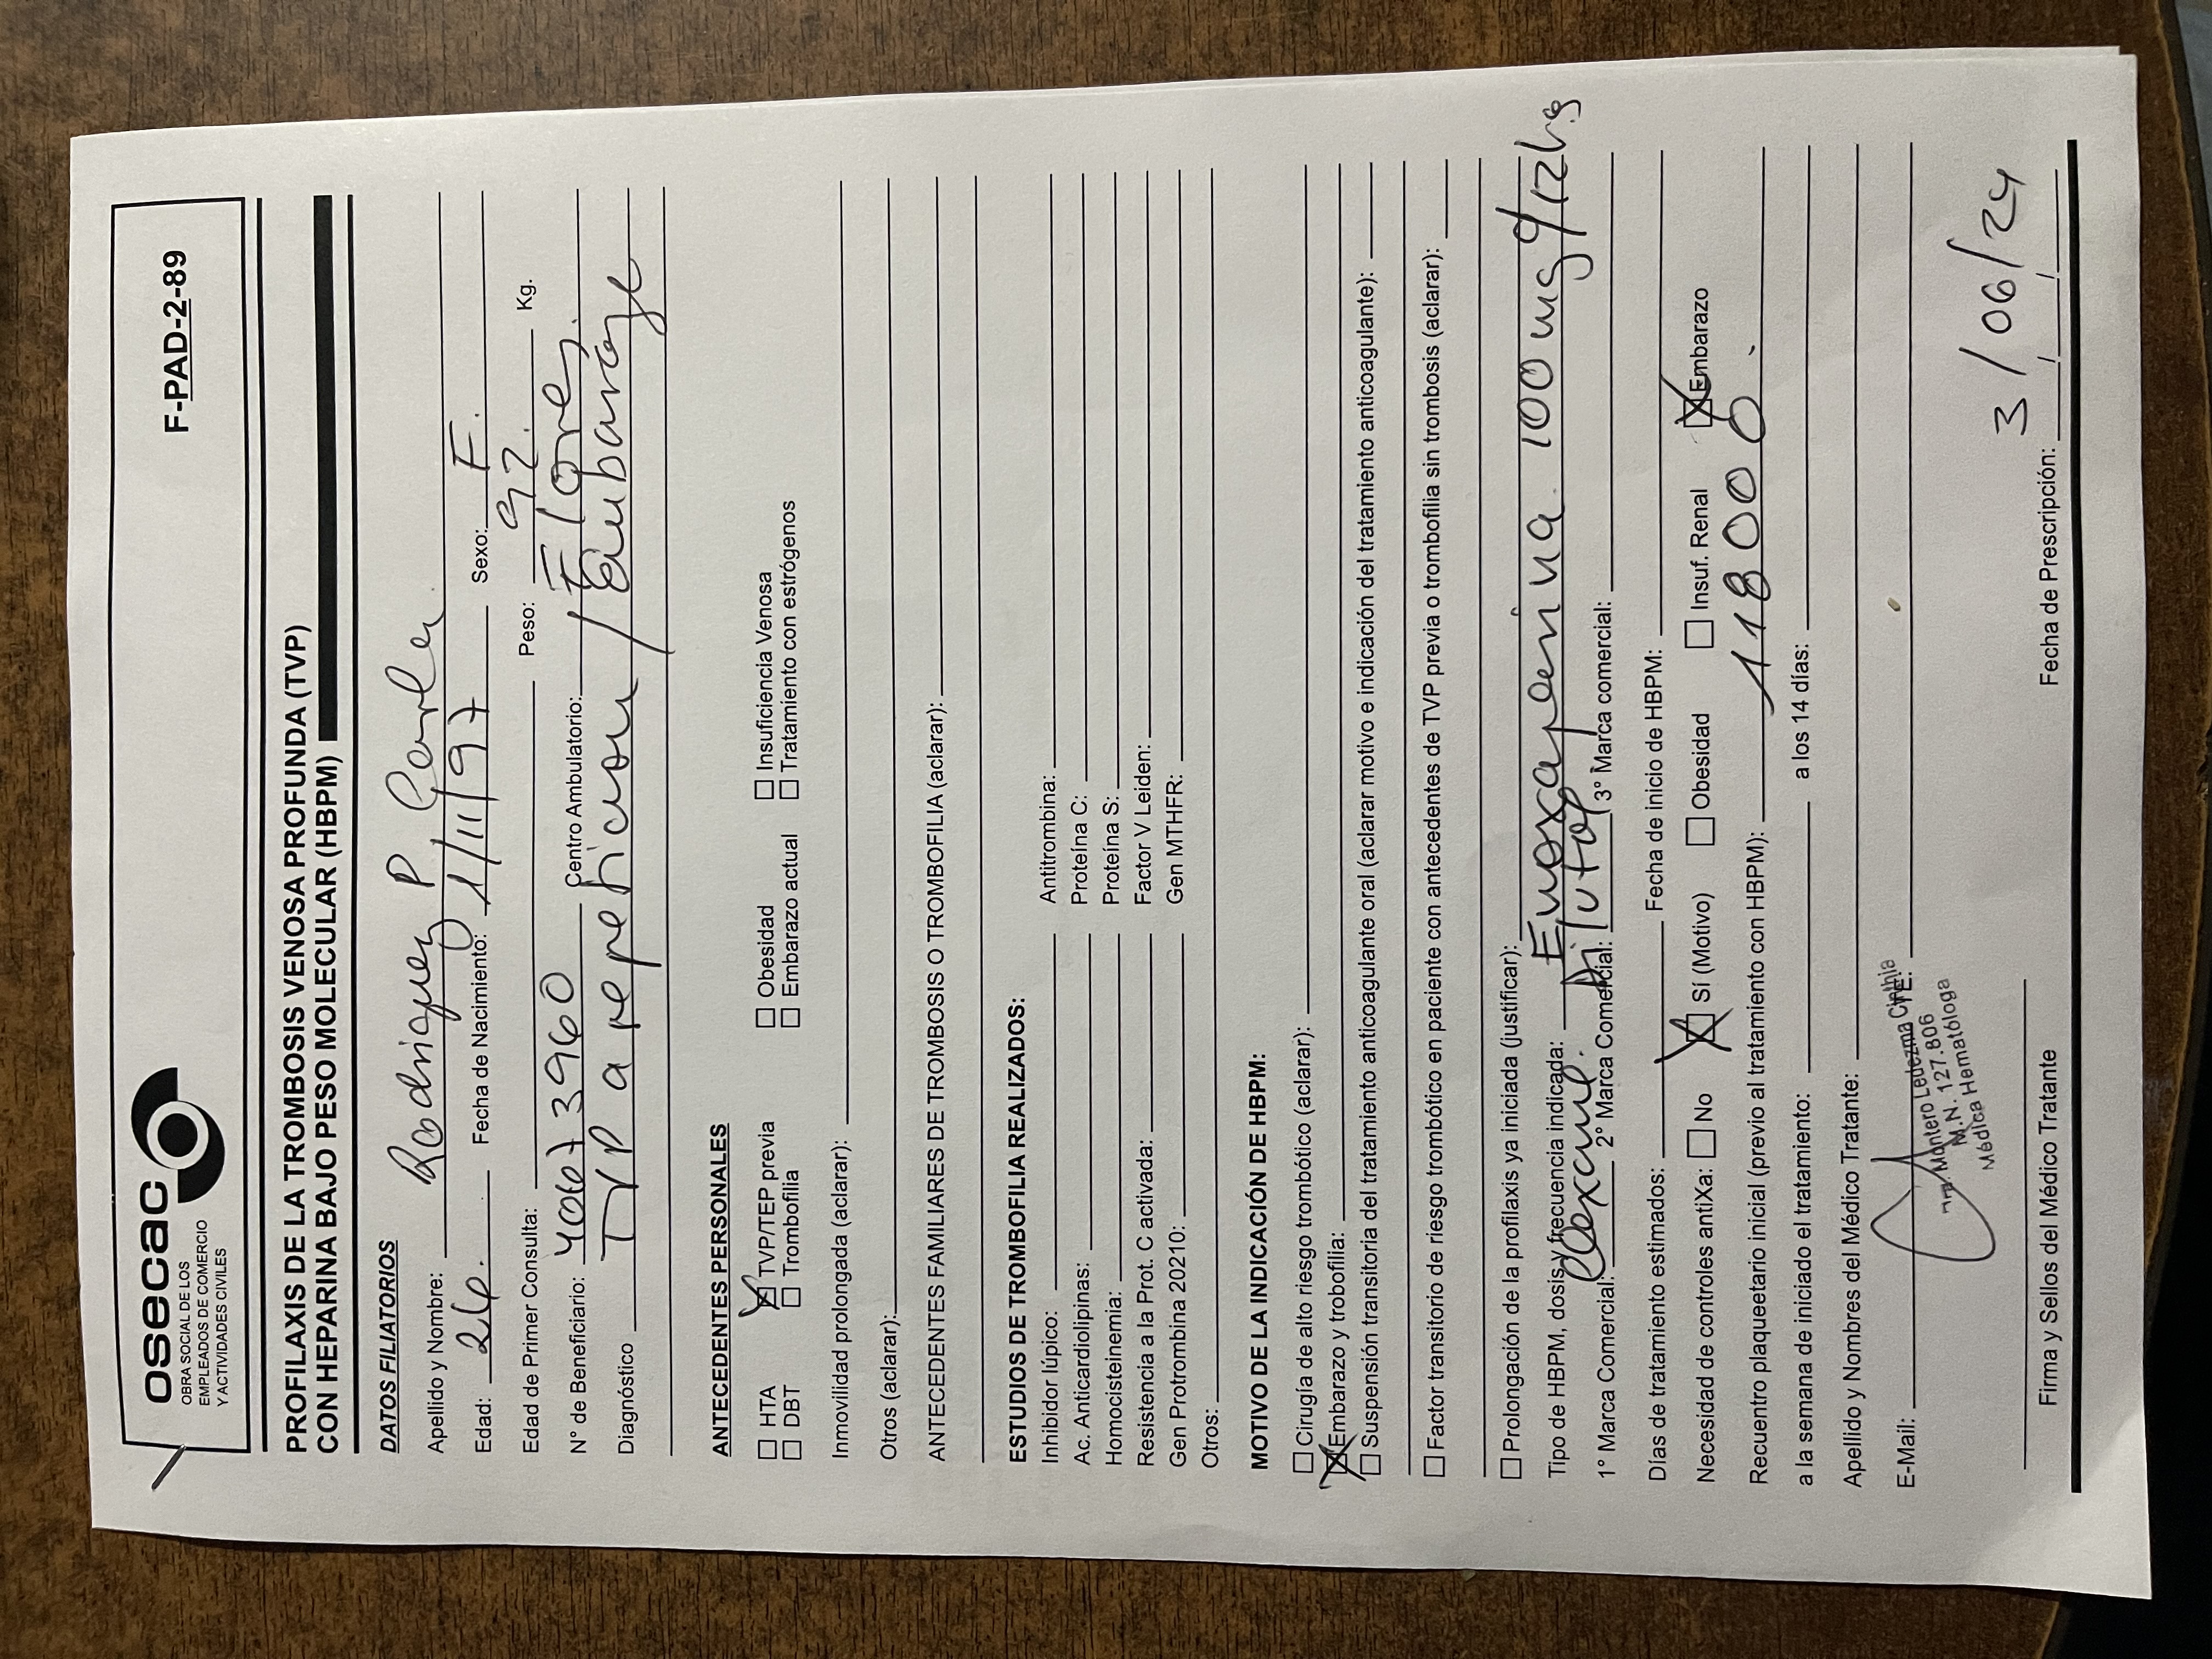 osecac
OBRA SOCIAL DE LOS
EMPLEADOS DE COMERCIO
Y ACTIVIDADES CIVILES
F-PAD-2-89
PROFILAXIS DE LA TROMBOSIS VENOSA PROFUNDA (TVP)
CON HEPARINA BAJO PESO MOLECULAR (HBPM)
DATOS FILIATORIOS
Apellido y Nombre: Rodriguez P. Carla
Edad: 26. Fecha de Nacimiento: 1/11/97 Sexo: F.
Edad de Primer Consulta: Peso: 92. Kg.
N° de Beneficiario: 40673960 Centro Ambulatorio: Flores.
Diagnóstico TVP a repeticion / Embarazo
ANTECEDENTES PERSONALES
HTA TVP/TEP previa Obesidad Insuficiencia Venosa
DBT Trombofilia Embarazo actual Tratamiento con estrógenos
Inmovilidad prolongada (aclarar):
Otros (aclarar):
ANTECEDENTES FAMILIARES DE TROMBOSIS O TROMBOFILIA (aclarar):
ESTUDIOS DE TROMBOFILIA REALIZADOS:
Inhibidor lúpico: Antitrombina:
Ac. Anticardiolipinas: Proteína C:
Homocisteinemia: Proteína S:
Resistencia a la Prot. C activada: Factor V Leiden:
Gen Protrombina 20210: Gen MTHFR:
Otros:
MOTIVO DE LA INDICACIÓN DE HBPM:
Cirugía de alto riesgo trombótico (aclarar):
Embarazo y trobofilia:
Suspensión transitoria del tratamiento anticoagulante oral (aclarar motivo e indicación del tratamiento anticoagulante):
Factor transitorio de riesgo trombótico en paciente con antecedentes de TVP previa o trombofilia sin trombosis (aclarar):
Prolongación de la profilaxis ya iniciada (justificar):
Tipo de HBPM, dosis y frecuencia indicada: Enoxaparina 100 mg c/12hs
1° Marca Comercial: Clexane. 2° Marca Comercial: Dilutol 3° Marca comercial:
Días de tratamiento estimados: Fecha de inicio de HBPM:
Necesidad de controles antiXa: No Sí (Motivo) Obesidad Insuf. Renal Embarazo
Recuentro plaqueetario inicial (previo al tratamiento con HBPM): 118000.
a la semana de iniciado el tratamiento: a los 14 días:
Apellido y Nombres del Médico Tratante:
E-Mail: TE:
Dra. Montero Ledezma Cinthia
M.N. 127.806
Médica Hematóloga
3/06/24
Firma y Sellos del Médico Tratante Fecha de Prescripción: / /